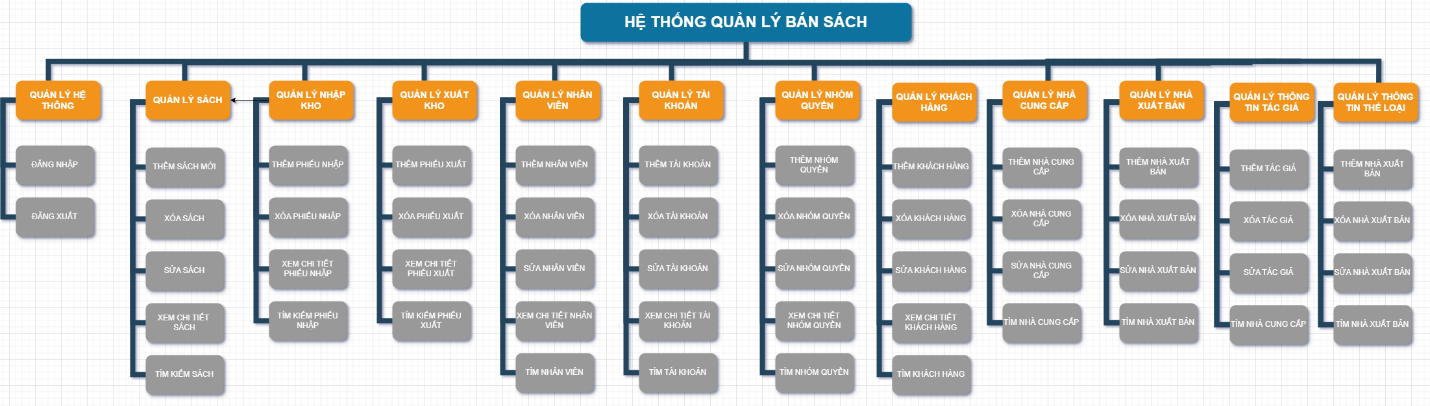 HỆ THỐNG QUẢN LÝ BÁN SÁCH
QUẢN LÝ HỆ
THỐNG
ĐĂNG NHẬP
ĐĂNG XUẤT
QUẢN LÝ SÁCH
THÊM SÁCH MỚI
XÓA SÁCH
SỬA SÁCH
XEM CHI TIẾT
SÁCH
TÌM KIẾM SÁCH
QUẢN LÝ NHẬP
KHO
THÊM PHIẾU NHẬP
XÓA PHIẾU NHẬP
XEM CHI TIẾT
PHIẾU NHẬP
TÌM KIẾM PHIẾU
NHẬP
QUẢN LÝ XUẤT
KHO
THÊM PHIẾU XUẤT
XÓA PHIẾU XUẤT
XEM CHI TIẾT
PHIẾU XUẤT
TÌM KIẾM PHIẾU
XUẤT
QUẢN LÝ NHÂN
VIÊN
THÊM NHÂN VIÊN
XÓA NHÂN VIÊN
SỬA NHÂN VIÊN
XEM CHI TIẾT NHÂN
VIÊN
TÌM NHÂN VIÊN
QUẢN LÝ TÀI
KHOẢN
THÊM TÀI KHOẢN
XÓA TÀI KHOẢN
SỬA TÀI KHOẢN
XEM CHI TIẾT TÀI
KHOẢN
TÌM TÀI KHOẢN
QUẢN LÝ NHÓM
QUYỀN
THÊM NHÓM
QUYỀN
XÓA NHÓM QUYỀN
SỬA NHÓM QUYỀN
XEM CHI TIẾT
NHÓM QUYỀN
TÌM NHÓM QUYỀN
QUẢN LÝ KHÁCH
HÀNG
THÊM KHÁCH HÀNG
XÓA KHÁCH HÀNG
SỬA KHÁCH HÀNG
XEM CHI TIẾT
KHÁCH HÀNG
TÌM KHÁCH HÀNG
QUẢN LÝ NHÀ
CUNG CẤP
THÊM NHÀ CUNG
CẤP
XÓA NHÀ CUNG
CẤP
SỬA NHÀ CUNG
CẤP
TÌM NHÀ CUNG CẤP
QUẢN LÝ NHÀ
XUẤT BẢN
THÊM NHÀ XUẤT
BẢN
XÓA NHÀ XUẤT BẢN
SỬA NHÀ XUẤT BẢN
TÌM NHÀ XUẤT BẢN
QUẢN LÝ THÔNG
TIN TÁC GIẢ
THÊM TÁC GIẢ
XÓA TÁC GIẢ
SỬA TÁC GIẢ
TÌM NHÀ CUNG CẤP
QUẢN LÝ THÔNG
TIN THỂ LOẠI
THÊM NHÀ XUẤT
BẢN
XÓA NHÀ XUẤT BẢN
SỬA NHÀ XUẤT BẢN
TÌM NHÀ XUẤT BẢN